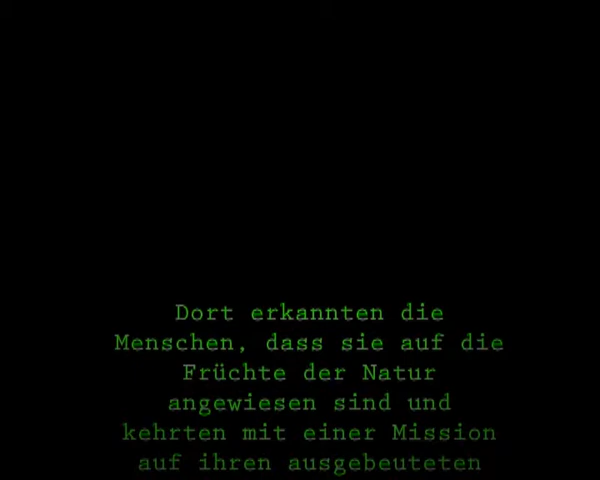 Dort erkannten die
Menschen, dass sie auf die
Früchte der Natur
angewiesen sind und
kehrten mit einer Mission
auf ihren ausgebeuteten